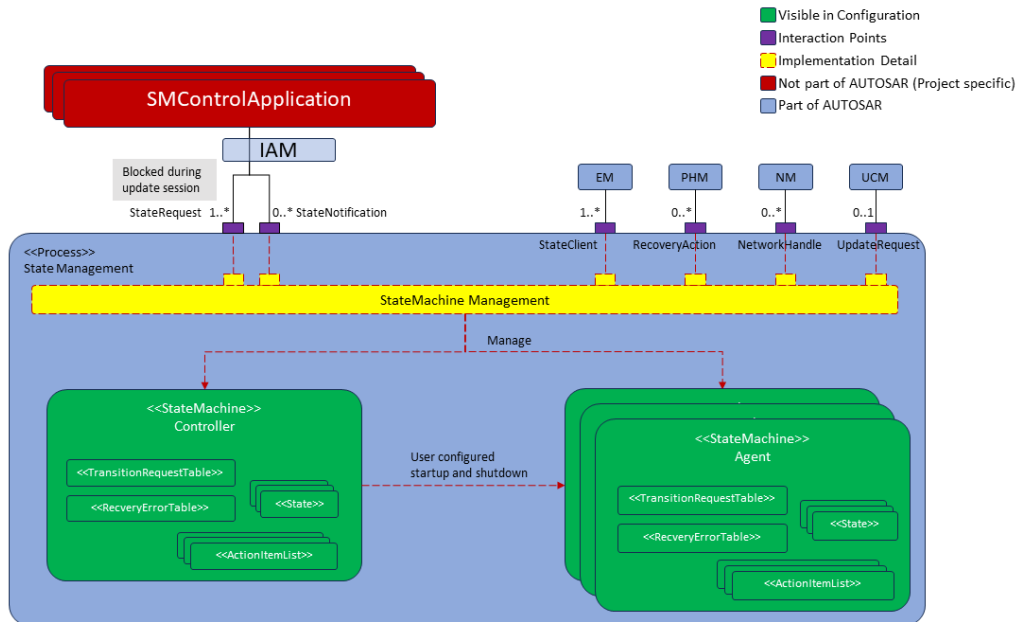 Visible in Configuration
Interaction Points
Implementation Detail
Not part of AUTOSAR (Project specific)
Part of AUTOSAR
SMControlApplication
IAM
Blocked during
update session
EM
PHM
NM
UCM
StateRequest 1..* 0..* StateNotification
1..*
0..*
0..*
0..1
StateClient
RecoveryAction
NetworkHandle
UpdateRequest
<<Process>>
State Management
StateMachine Management
Manage
<<StateMachine>>
Controller
<<TransitionRequestTable>>
<<RecveryErrorTable>>
<<State>>
<<ActionItemList>>
User configured
startup and shutdown
<<StateMachine>>
Agent
<<TransitionRequestTable>>
<<RecveryErrorTable>>
<<State>>
<<ActionItemList>>